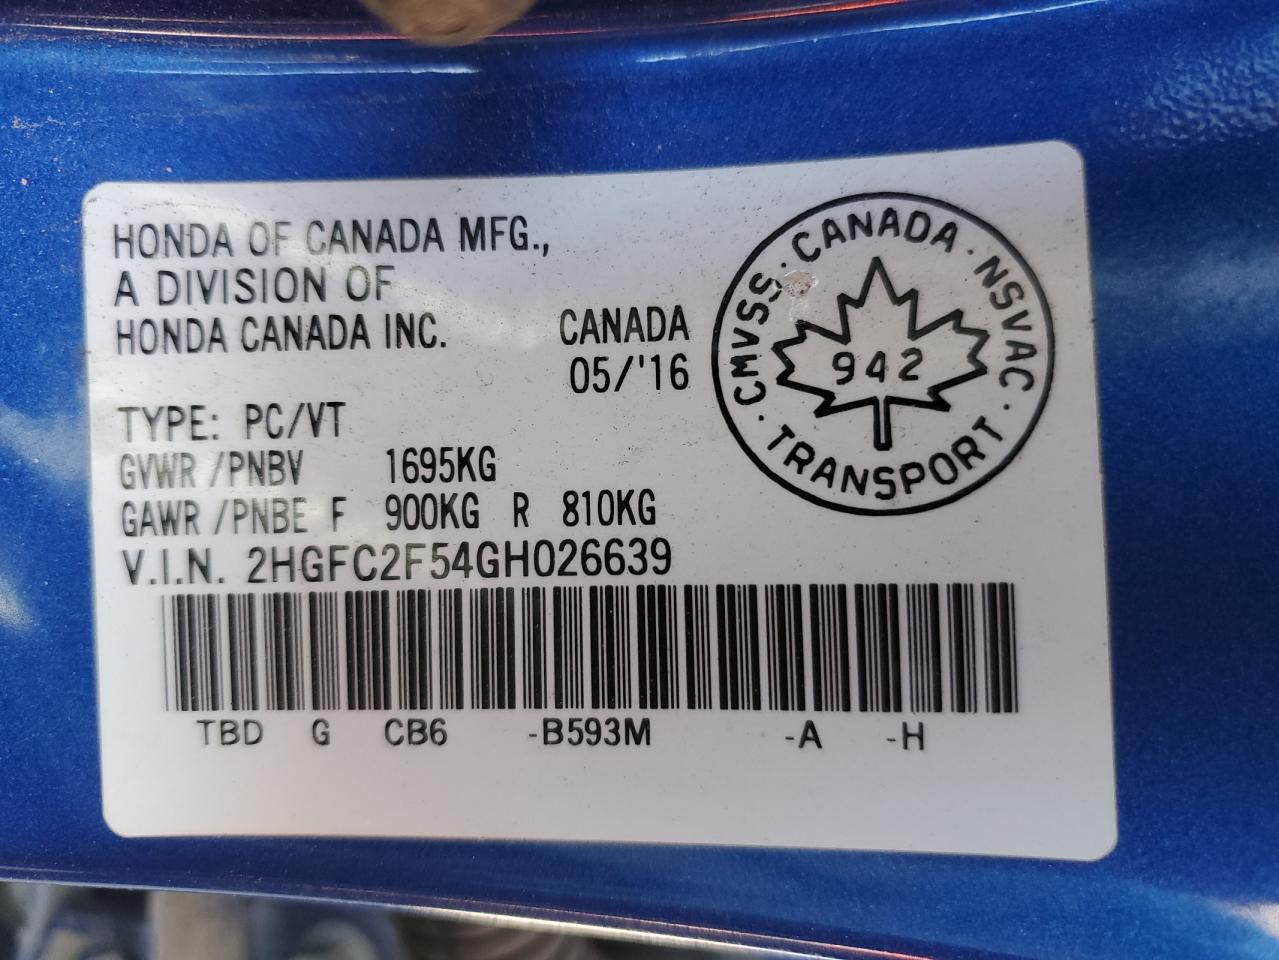 HONDA OF CANADA MFG.,
A DIVISION OF
HONDA CANADA INC.
CANADA
05/'16
TYPE: PC/VT
GVWR /PNBV 1695KG
GAWR /PNBE F 900KG R 810KG
V.I.N. 2HGFC2F54GH026639
TBD G CB6 -B593M -A -H
CMVSS · CANADA · NSVAC ·
942
TRANSPORT ·